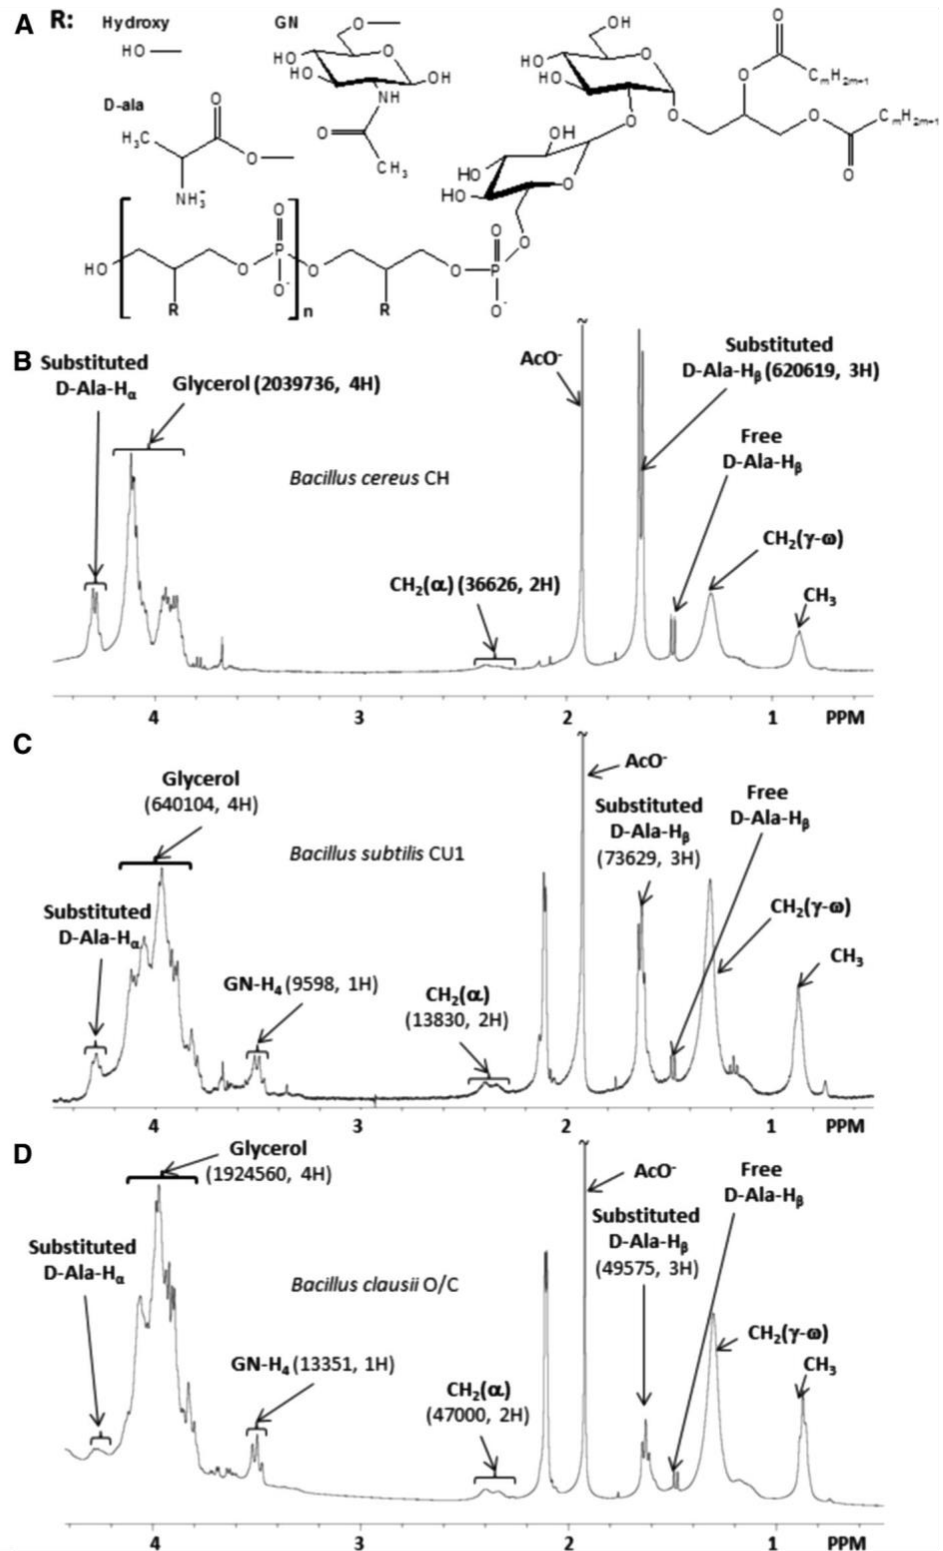 A R: Hydroxy GN
HO
D-ala
H₃C
O
O
NH₃⁺
O
HO
HO
O
OH
NH
O
CH₃
OH
HO
HO
O
O
O
O
O
CₘH₂ₘ₊₁
O
CₘH₂ₘ₊₁
O
OH
HO
HO
O
O
HO
R
O
O
P
O⁻
n
O
R
O
O
P
O⁻
B Substituted
D-Ala-Hα
Glycerol (2039736, 4H)
Bacillus cereus CH
CH₂(α) (36626, 2H)
AcO⁻
~
Substituted
D-Ala-Hβ (620619, 3H)
Free
D-Ala-Hβ
CH₂(γ-ω)
CH₃
4 3 2 1 PPM
C
Glycerol
(640104, 4H)
Bacillus subtilis CU1
Substituted
D-Ala-Hα
GN-H₄ (9598, 1H)
CH₂(α)
(13830, 2H)
~
AcO⁻
Substituted
D-Ala-Hβ
(73629, 3H)
Free
D-Ala-Hβ
CH₂(γ-ω)
CH₃
4 3 2 1 PPM
D
Glycerol
(1924560, 4H)
Substituted
D-Ala-Hα
Bacillus clausii O/C
GN-H₄ (13351, 1H)
CH₂(α)
(47000, 2H)
~
AcO⁻
Substituted
D-Ala-Hβ
(49575, 3H)
Free
D-Ala-Hβ
CH₂(γ-ω)
CH₃
4 3 2 1 PPM